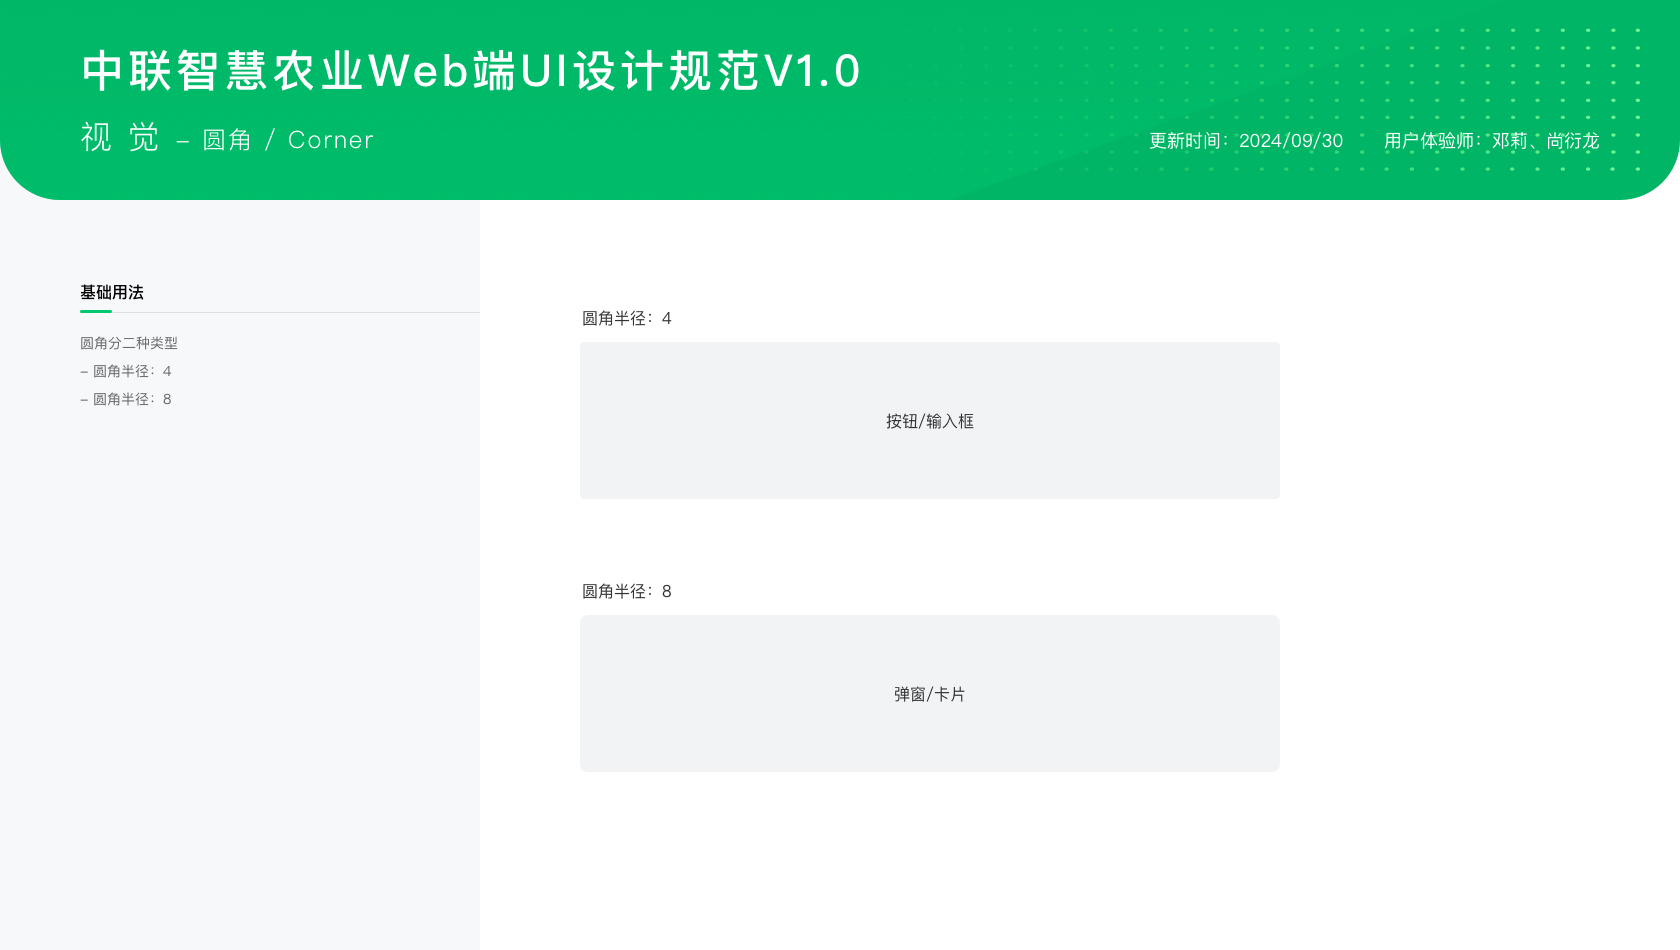 中联智慧农业Web端UI设计规范V1.0
视 觉 – 圆角 / Corner
更新时间：2024/09/30 用户体验师：邓莉、尚衍龙
基础用法
圆角分二种类型
– 圆角半径：4
– 圆角半径：8
圆角半径：4
按钮/输入框
圆角半径：8
弹窗/卡片